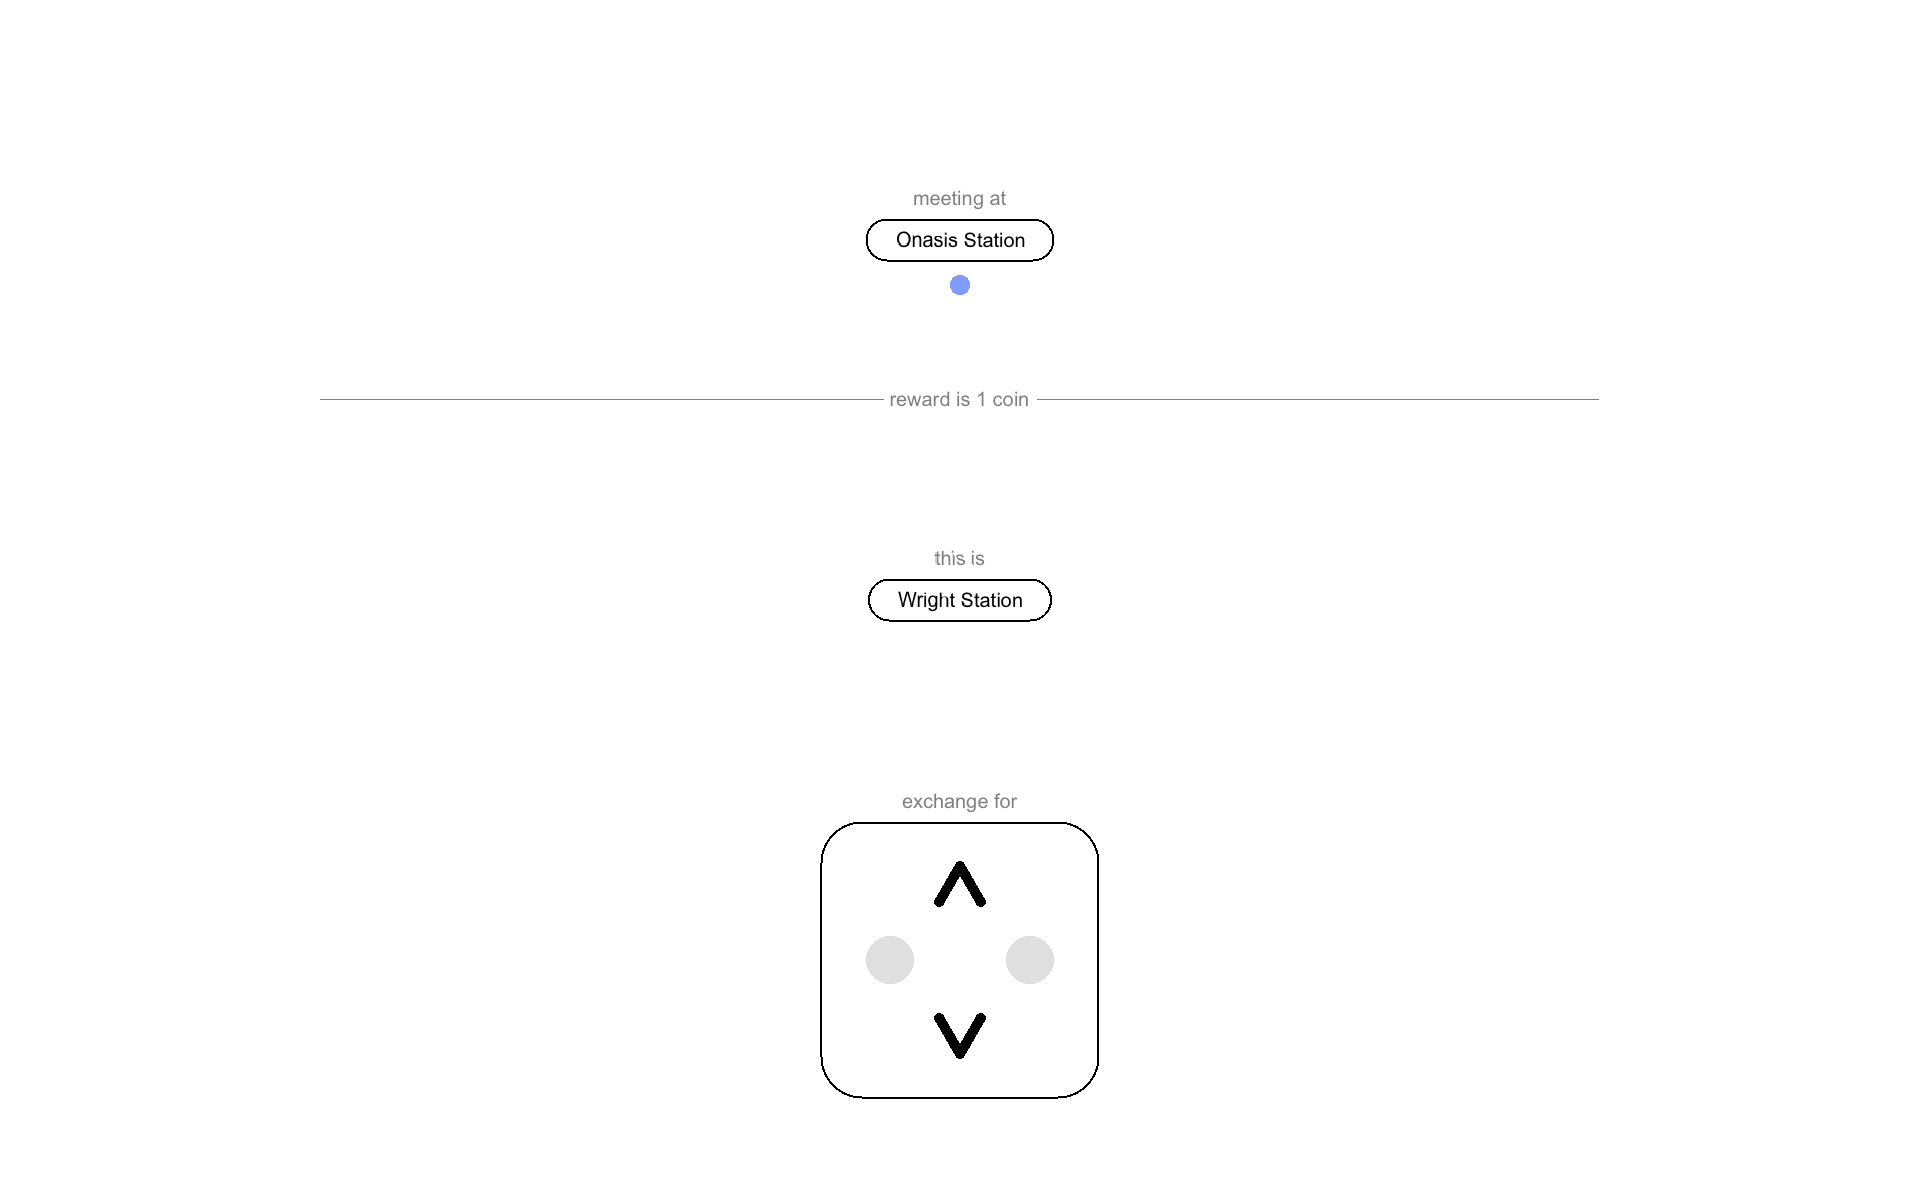 meeting at
Onasis Station
reward is 1 coin
this is
Wright Station
exchange for